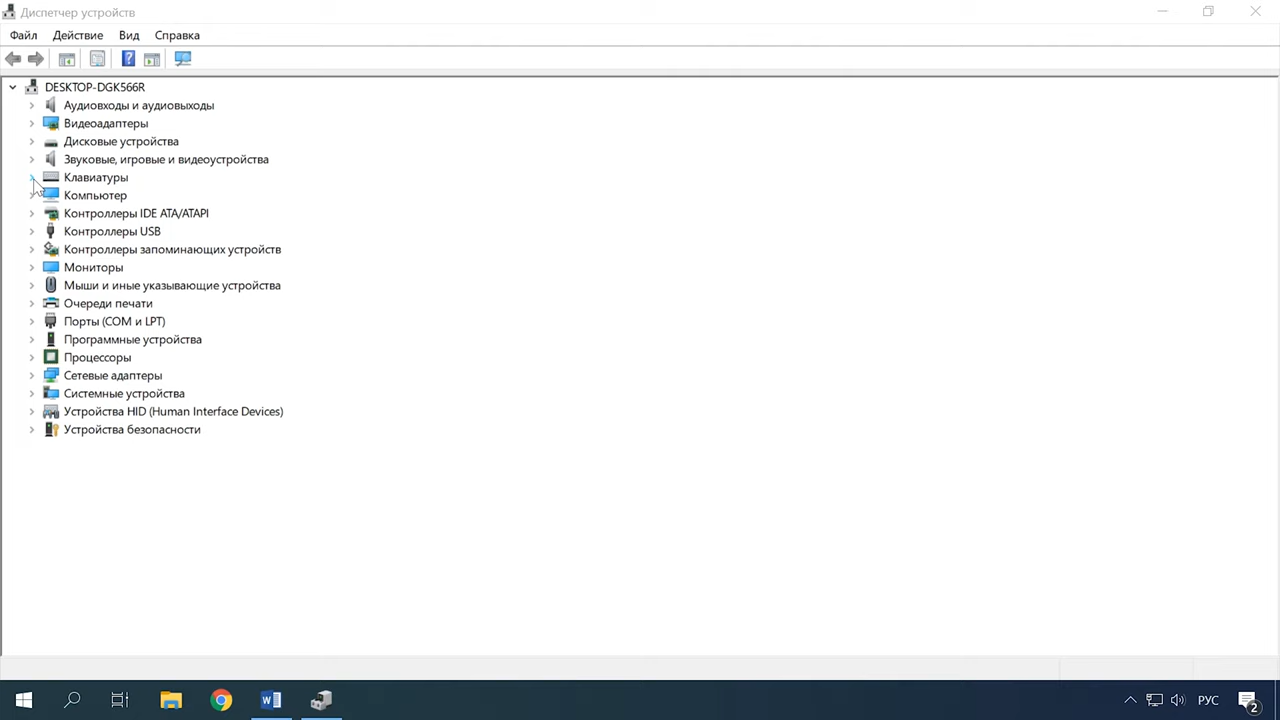 Диспетчер устройств
Файл Действие Вид Справка
DESKTOP-DGK566R
Аудиовходы и аудиовыходы
Видеоадаптеры
Дисковые устройства
Звуковые, игровые и видеоустройства
Клавиатуры
Компьютер
Контроллеры IDE ATA/ATAPI
Контроллеры USB
Контроллеры запоминающих устройств
Мониторы
Мыши и иные указывающие устройства
Очереди печати
Порты (COM и LPT)
Программные устройства
Процессоры
Сетевые адаптеры
Системные устройства
Устройства HID (Human Interface Devices)
Устройства безопасности
РУС 2